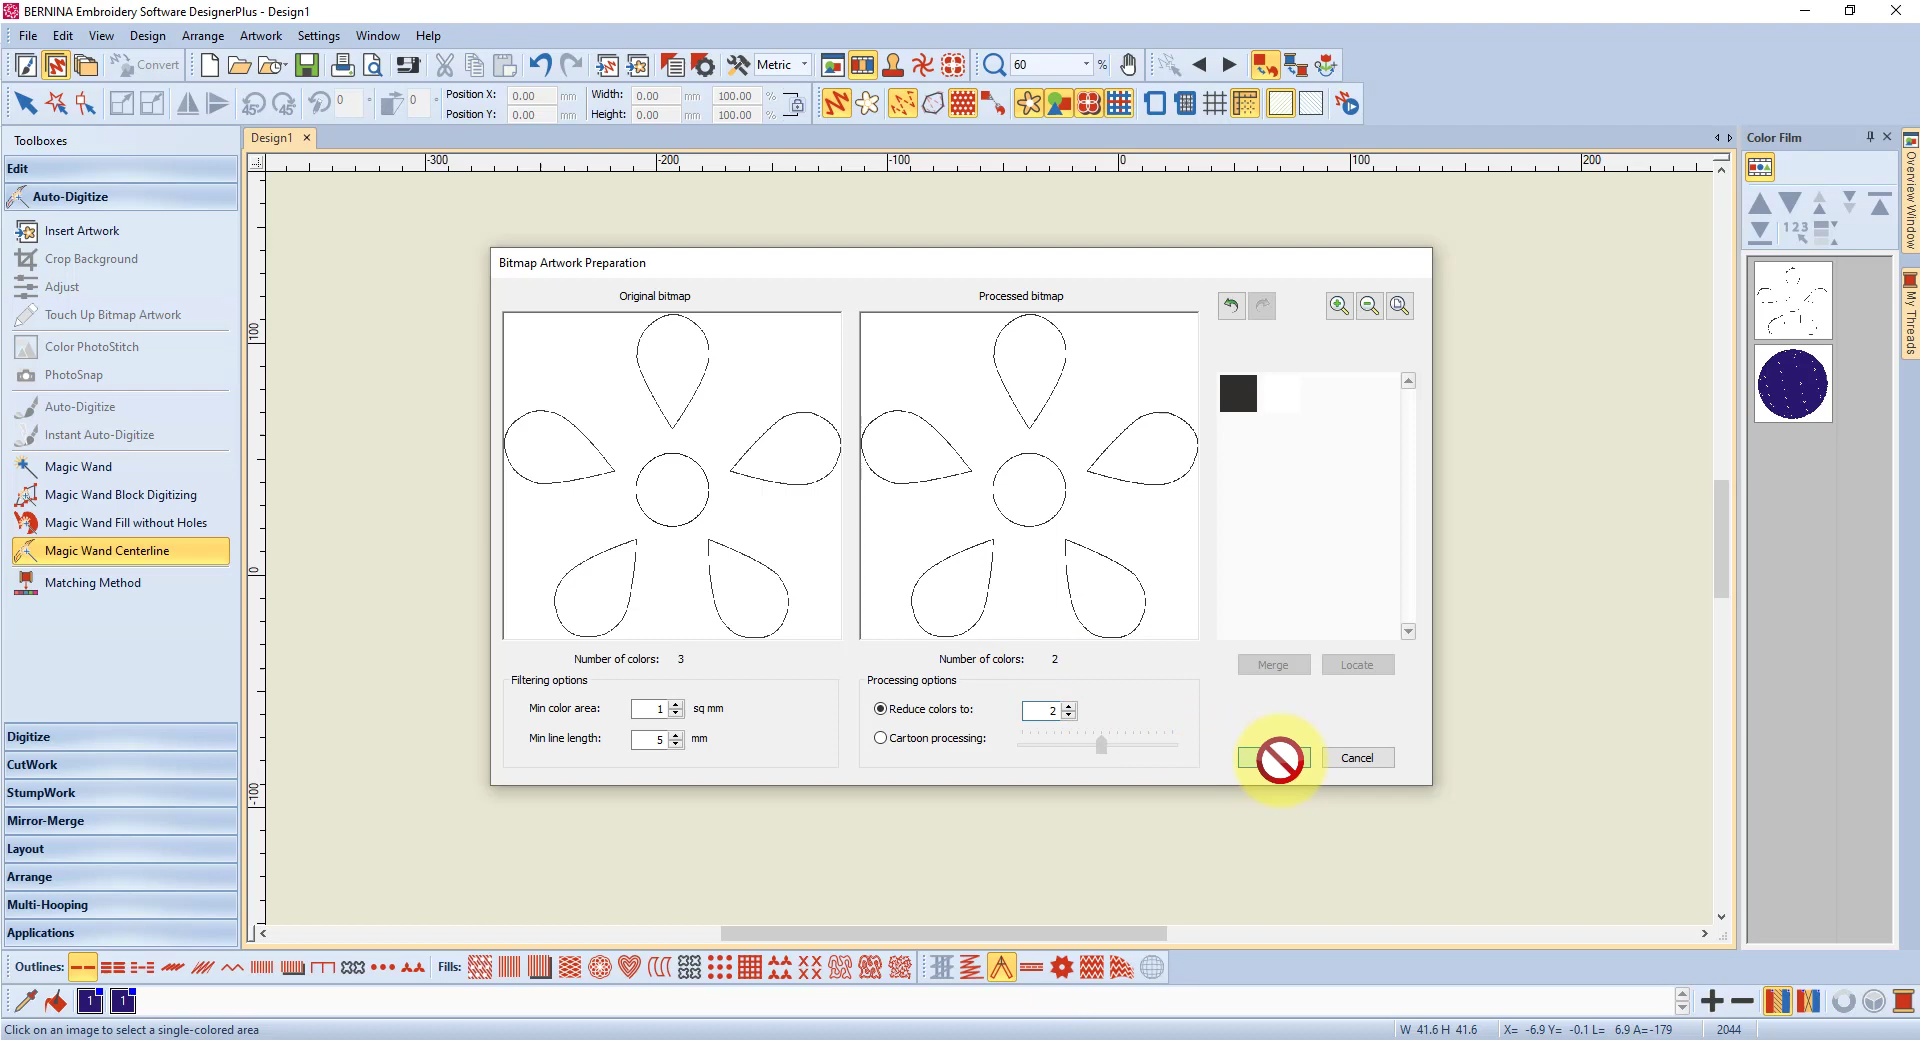 BERNINA Embroidery Software DesignerPlus - Design1
File Edit View Design Arrange Artwork Settings Window Help
Convert Metric 60 %
45° 45° 0 ° 0 ° Position X: 0.00 mm Width: 0.00 mm 100.00 %
Position Y: 0.00 mm Height: 0.00 mm 100.00 %
Toolboxes
Edit
Auto-Digitize
Insert Artwork
Crop Background
Adjust
Touch Up Bitmap Artwork
Color PhotoStitch
PhotoSnap
Auto-Digitize
Instant Auto-Digitize
Magic Wand
Magic Wand Block Digitizing
Magic Wand Fill without Holes
Magic Wand Centerline
Matching Method
Digitize
CutWork
StumpWork
Mirror-Merge
Layout
Arrange
Multi-Hooping
Applications
Design1
-300 -200 -100 0 100 200
100
0
-100
Bitmap Artwork Preparation
Original bitmap Processed bitmap
Number of colors: 3 Number of colors: 2
Filtering options Processing options
Min color area: 1 sq mm Reduce colors to: 2
Min line length: 5 mm Cartoon processing:
Merge Locate
Cancel
Color Film
1 2 3
Overview Window
My Threads
Outlines: Fills:
1 1
Click on an image to select a single-colored area W 41.6 H 41.6 X= -6.9 Y= -0.1 L= 6.9 A=-179 2044